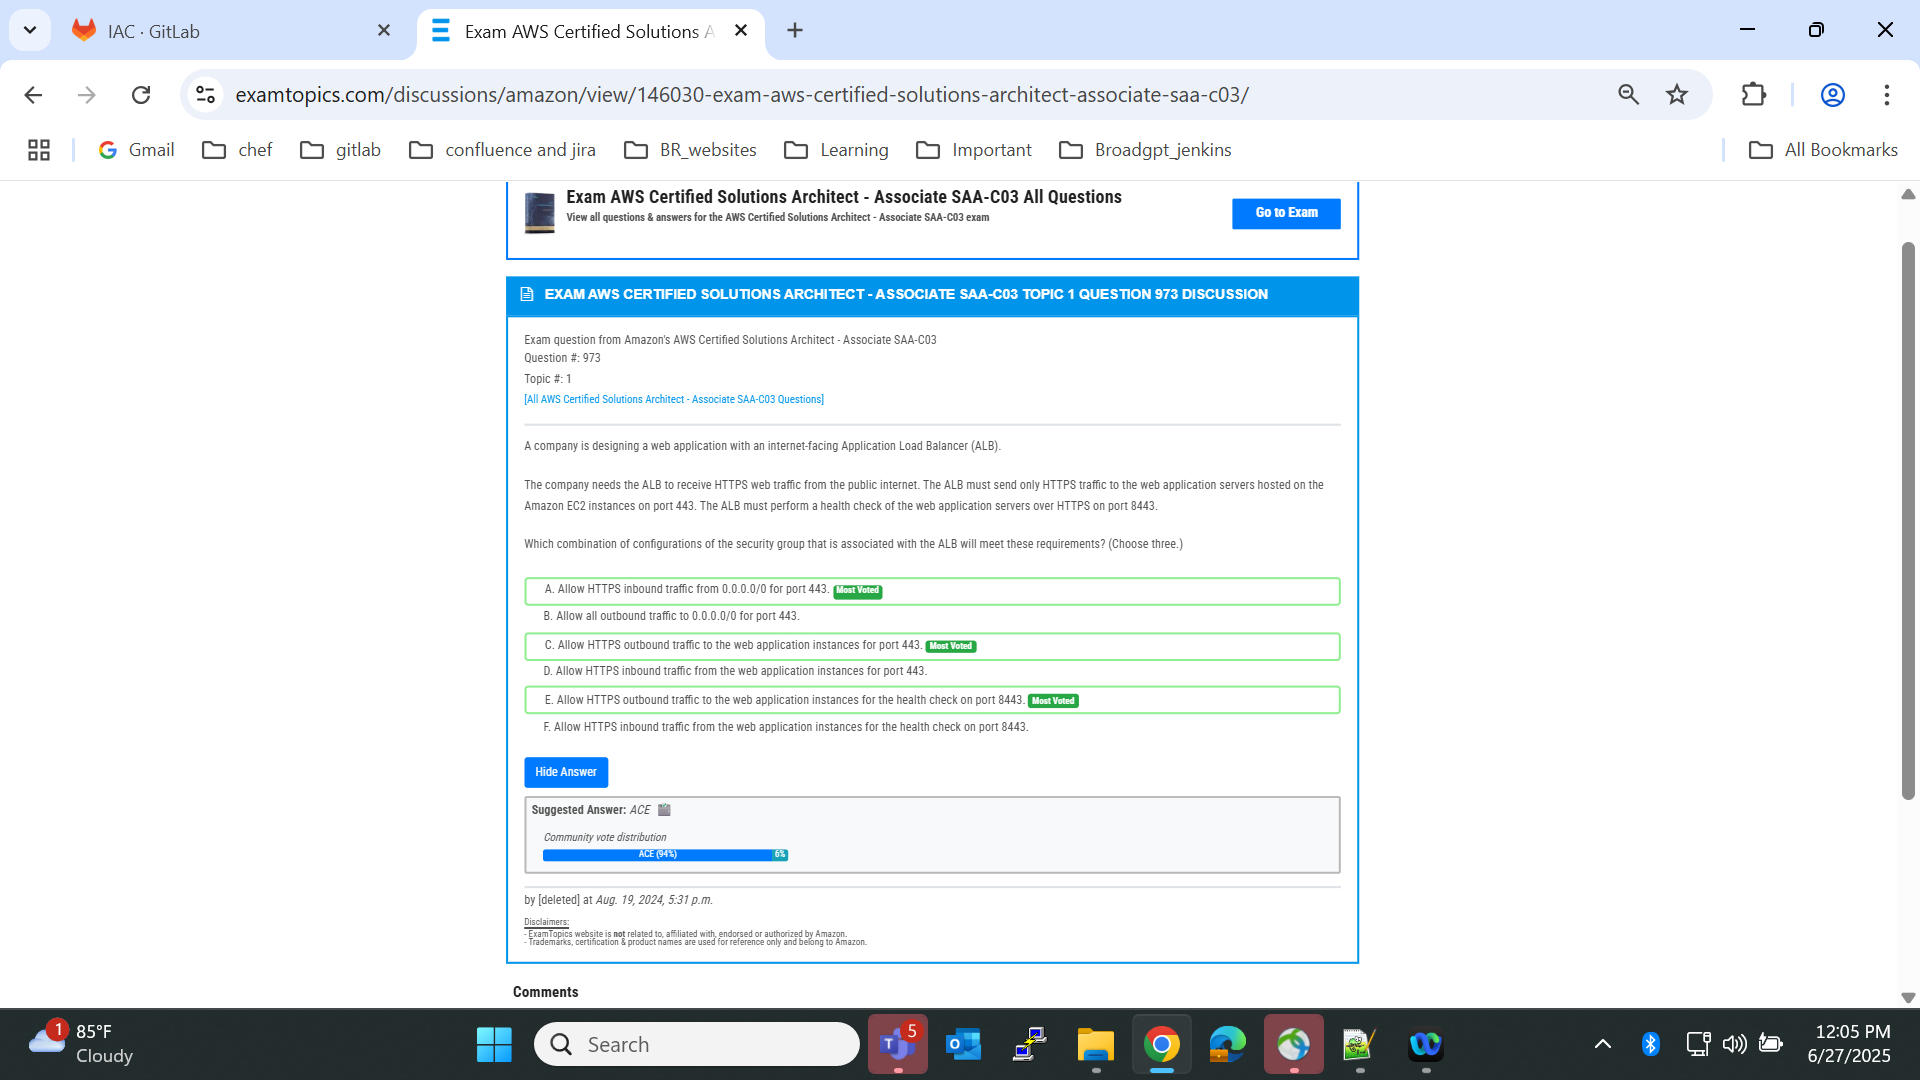 IAC · GitLab
Exam AWS Certified Solutions A
examtopics.com/discussions/amazon/view/146030-exam-aws-certified-solutions-architect-associate-saa-c03/
Gmail
chef
gitlab
confluence and jira
BR_websites
Learning
Important
Broadgpt_jenkins
All Bookmarks
Exam AWS Certified Solutions Architect - Associate SAA-C03 All Questions
View all questions & answers for the AWS Certified Solutions Architect - Associate SAA-C03 exam
Go to Exam
EXAM AWS CERTIFIED SOLUTIONS ARCHITECT - ASSOCIATE SAA-C03 TOPIC 1 QUESTION 973 DISCUSSION
Exam question from Amazon's AWS Certified Solutions Architect - Associate SAA-C03
Question #: 973
Topic #: 1
[All AWS Certified Solutions Architect - Associate SAA-C03 Questions]
A company is designing a web application with an internet-facing Application Load Balancer (ALB).
The company needs the ALB to receive HTTPS web traffic from the public internet. The ALB must send only HTTPS traffic to the web application servers hosted on the
Amazon EC2 instances on port 443. The ALB must perform a health check of the web application servers over HTTPS on port 8443.
Which combination of configurations of the security group that is associated with the ALB will meet these requirements? (Choose three.)
A. Allow HTTPS inbound traffic from 0.0.0.0/0 for port 443. Most Voted
B. Allow all outbound traffic to 0.0.0.0/0 for port 443.
C. Allow HTTPS outbound traffic to the web application instances for port 443. Most Voted
D. Allow HTTPS inbound traffic from the web application instances for port 443.
E. Allow HTTPS outbound traffic to the web application instances for the health check on port 8443. Most Voted
F. Allow HTTPS inbound traffic from the web application instances for the health check on port 8443.
Hide Answer
Suggested Answer: ACE
Community vote distribution
ACE (94%) 6%
by [deleted] at Aug. 19, 2024, 5:31 p.m.
Disclaimers:
- ExamTopics website is not related to, affiliated with, endorsed or authorized by Amazon.
- Trademarks, certification & product names are used for reference only and belong to Amazon.
Comments
1
85°F
Cloudy
Search
5
12:05 PM
6/27/2025